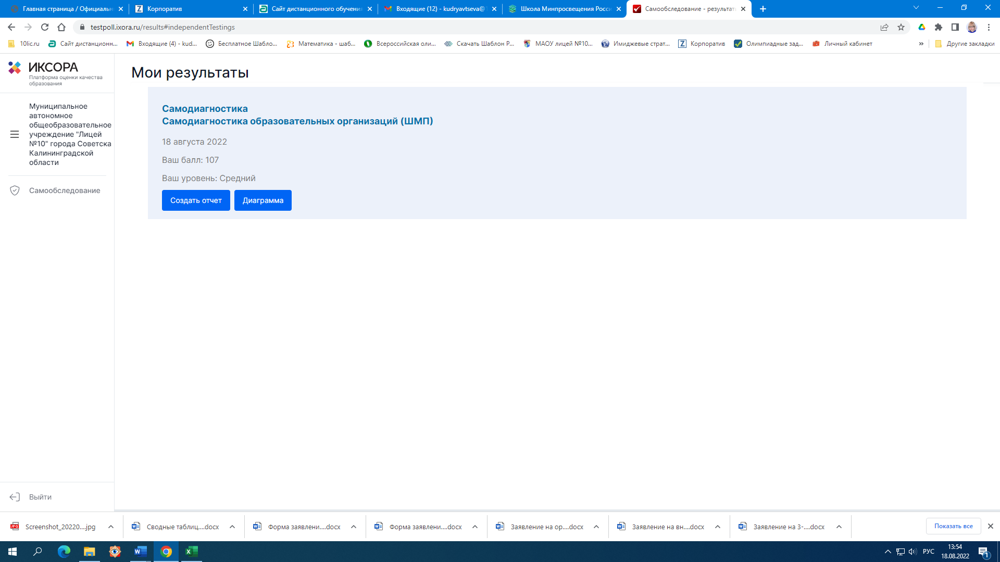 Главная страница / Официальн
Корпоратив
Сайт дистанционного обучения
Входящие (12) - kudryavtseva@1
Школа Минпросвещения Росси
Самообследование - результат
testpoll.ixora.ru/results#independentTestings
10lic.ru
Сайт дистанционн...
Входящие (4) - kud...
Бесплатное Шабло...
Математика - шаб...
Всероссийская оли...
Скачать Шаблон Р...
МАОУ лицей №10...
Имиджевые страт...
Корпоратив
Олимпиадные зад...
Личный кабинет
»
Другие закладки
ИКСОРА
Платформа оценки качества
образования
Муниципальное
автономное
общеобразовательное
учреждение "Лицей
№10" города Советска
Калининградской
области
Самообследование
Выйти
Мои результаты
Самодиагностика
Самодиагностика образовательных организаций (ШМП)
18 августа 2022
Ваш балл: 107
Ваш уровень: Средний
Создать отчет
Диаграмма
Screenshot_20220....jpg
Сводные таблиц....docx
Форма заявлени....docx
Форма заявлени....docx
Заявление на ор....docx
Заявление на вн....docx
Заявление на 3-....docx
Показать все
РУС
13:54
18.08.2022
1